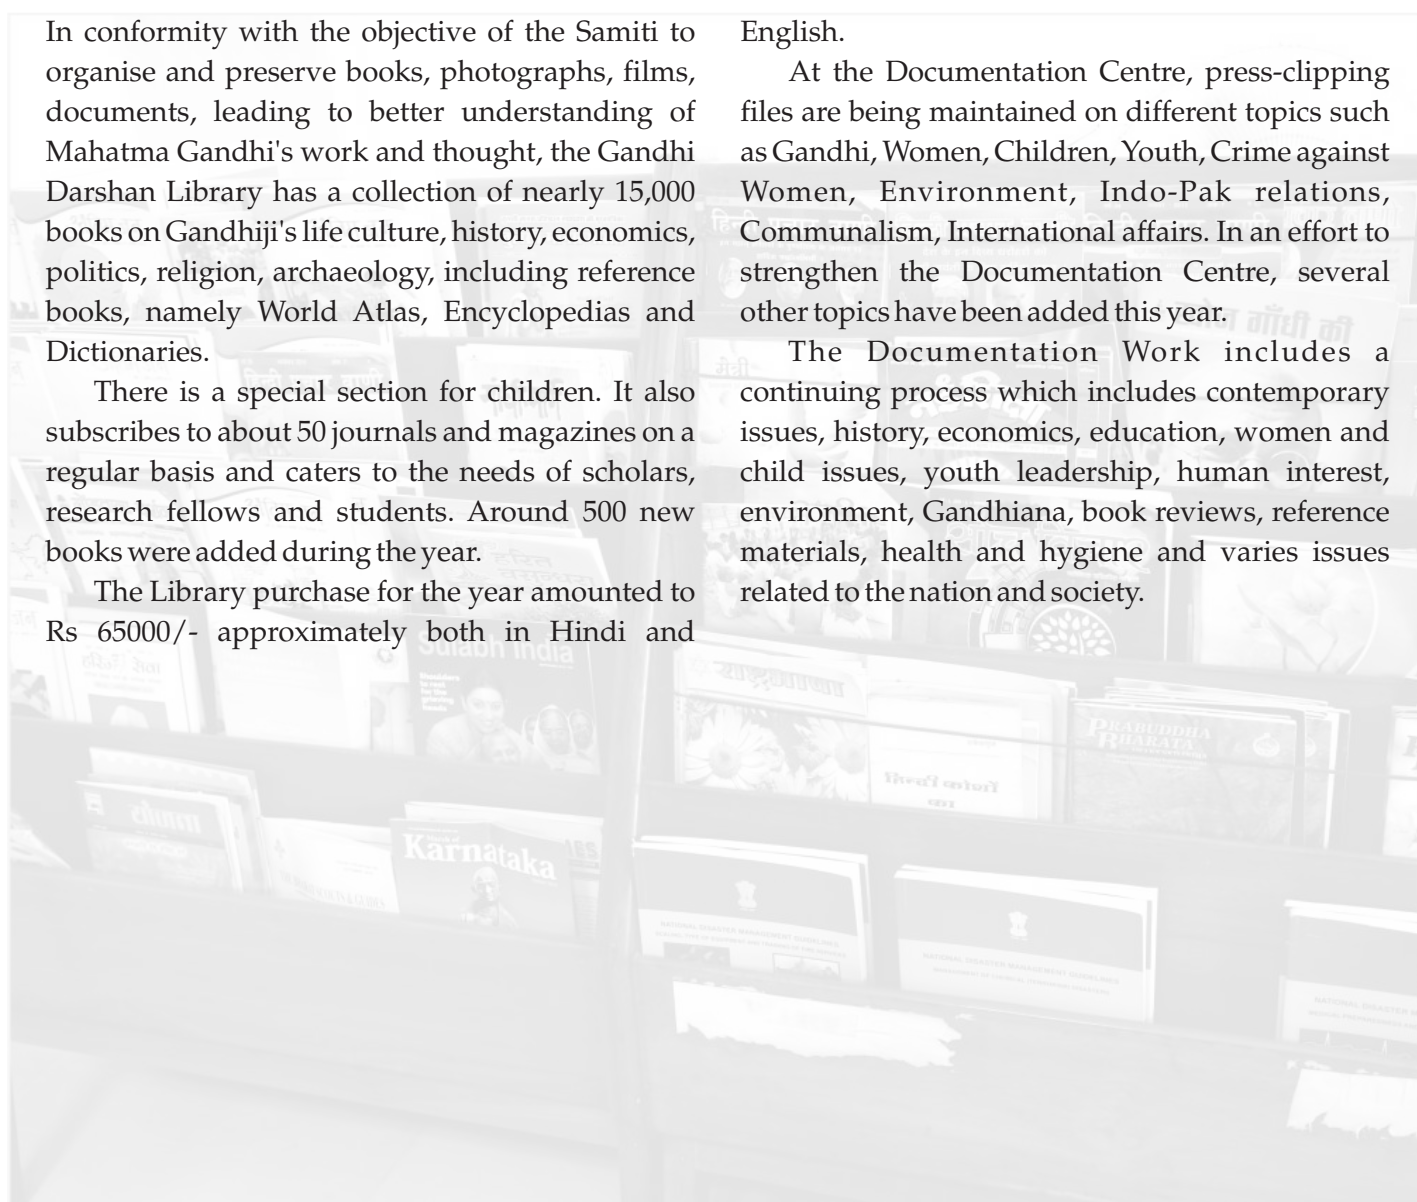 In conformity with the objective of the Samiti to
organise and preserve books, photographs, films,
documents, leading to better understanding of
Mahatma Gandhi's work and thought, the Gandhi
Darshan Library has a collection of nearly 15,000
books on Gandhiji's life culture, history, economics,
politics, religion, archaeology, including reference
books, namely World Atlas, Encyclopedias and
Dictionaries.
There is a special section for children. It also
subscribes to about 50 journals and magazines on a
regular basis and caters to the needs of scholars,
research fellows and students. Around 500 new
books were added during the year.
The Library purchase for the year amounted to
Rs 65000/- approximately both in Hindi and
English.
At the Documentation Centre, press-clipping
files are being maintained on different topics such
as Gandhi, Women, Children, Youth, Crime against
Women, Environment, Indo-Pak relations,
Communalism, International affairs. In an effort to
strengthen the Documentation Centre, several
other topics have been added this year.
The Documentation Work includes a
continuing process which includes contemporary
issues, history, economics, education, women and
child issues, youth leadership, human interest,
environment, Gandhiana, book reviews, reference
materials, health and hygiene and varies issues
related to the nation and society.
Sulabh India
PRABUDDHA
BHARATA
Karnataka
NATIONAL DISASTER MANAGEMENT GUIDELINES
NATIONAL DISASTER MANAGEMENT GUIDELINES